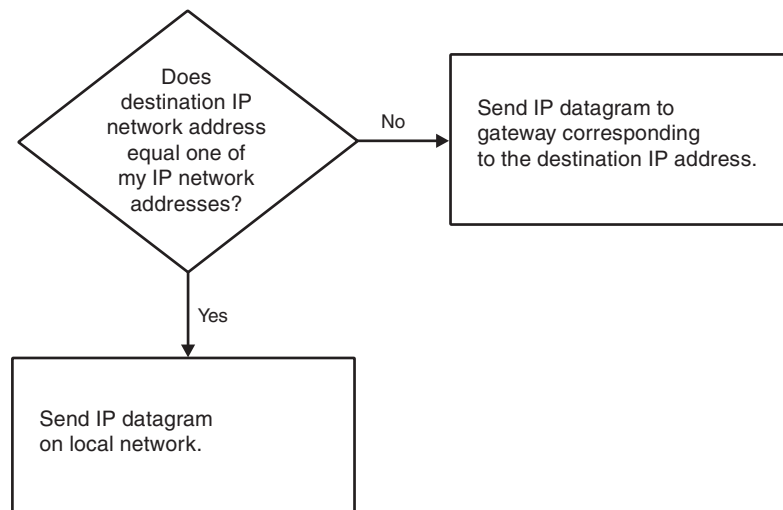 Does
destination IP
network address
equal one of
my IP network
addresses?
No
Send IP datagram to
gateway corresponding
to the destination IP address.
Yes
Send IP datagram
on local network.